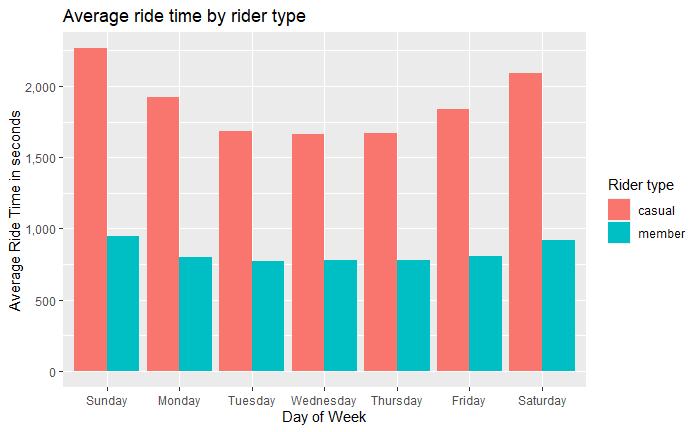 Average ride time by rider type
Average Ride Time in seconds
2,000
1,500
1,000
500
0
Sunday Monday Tuesday Wednesday Thursday Friday Saturday
Day of Week
Rider type
casual
member